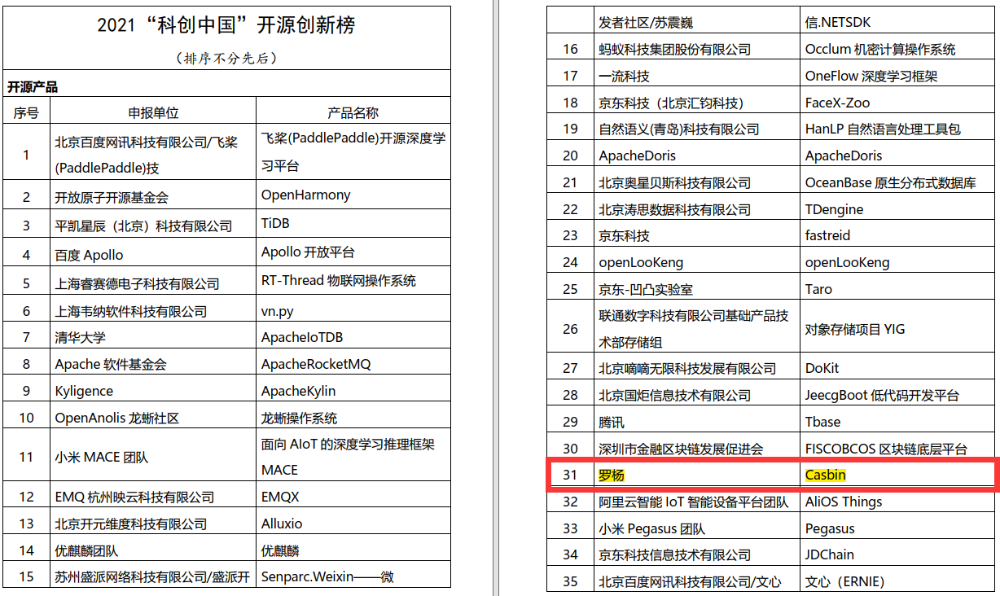 2021“科创中国”开源创新榜
（排序不分先后）
开源产品
序号 申报单位 产品名称
1 北京百度网讯科技有限公司/飞桨 飞桨(PaddlePaddle)开源深度学
(PaddlePaddle)技 习平台
2 开放原子开源基金会 OpenHarmony
3 平凯星辰（北京）科技有限公司 TiDB
4 百度 Apollo Apollo 开放平台
5 上海睿赛德电子科技有限公司 RT-Thread 物联网操作系统
6 上海韦纳软件科技有限公司 vn.py
7 清华大学 ApacheIoTDB
8 Apache 软件基金会 ApacheRocketMQ
9 Kyligence ApacheKylin
10 OpenAnolis 龙蜥社区 龙蜥操作系统
11 小米 MACE 团队 面向 AIoT 的深度学习推理框架
MACE
12 EMQ 杭州映云科技有限公司 EMQX
13 北京开元维度科技有限公司 Alluxio
14 优麒麟团队 优麒麟
15 苏州盛派网络科技有限公司/盛派开 Senparc.Weixin——微
发者社区/苏震巍 信.NETSDK
16 蚂蚁科技集团股份有限公司 Occlum 机密计算操作系统
17 一流科技 OneFlow 深度学习框架
18 京东科技（北京汇钧科技） FaceX-Zoo
19 自然语义(青岛)科技有限公司 HanLP 自然语言处理工具包
20 ApacheDoris ApacheDoris
21 北京奥星贝斯科技有限公司 OceanBase 原生分布式数据库
22 北京涛思数据科技有限公司 TDengine
23 京东科技 fastreid
24 openLooKeng openLooKeng
25 京东-凹凸实验室 Taro
26 联通数字科技有限公司基础产品技 对象存储项目 YIG
术部存储组
27 北京嘀嘀无限科技发展有限公司 DoKit
28 北京国炬信息技术有限公司 JeecgBoot 低代码开发平台
29 腾讯 Tbase
30 深圳市金融区块链发展促进会 FISCOBCOS 区块链底层平台
31 罗杨 Casbin
32 阿里云智能 IoT 智能设备平台团队 AliOS Things
33 小米 Pegasus 团队 Pegasus
34 京东科技信息技术有限公司 JDChain
35 北京百度网讯科技有限公司/文心 文心（ERNIE）